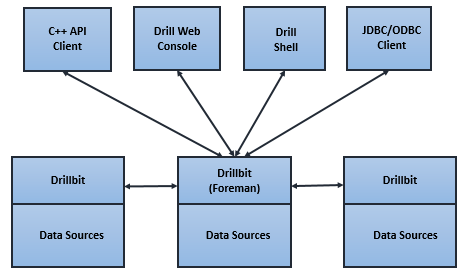 C++ API
Client
Drill Web
Console
Drill
Shell
JDBC/ODBC
Client
Drillbit
Drillbit
(Foreman)
Drillbit
Data Sources
Data Sources
Data Sources